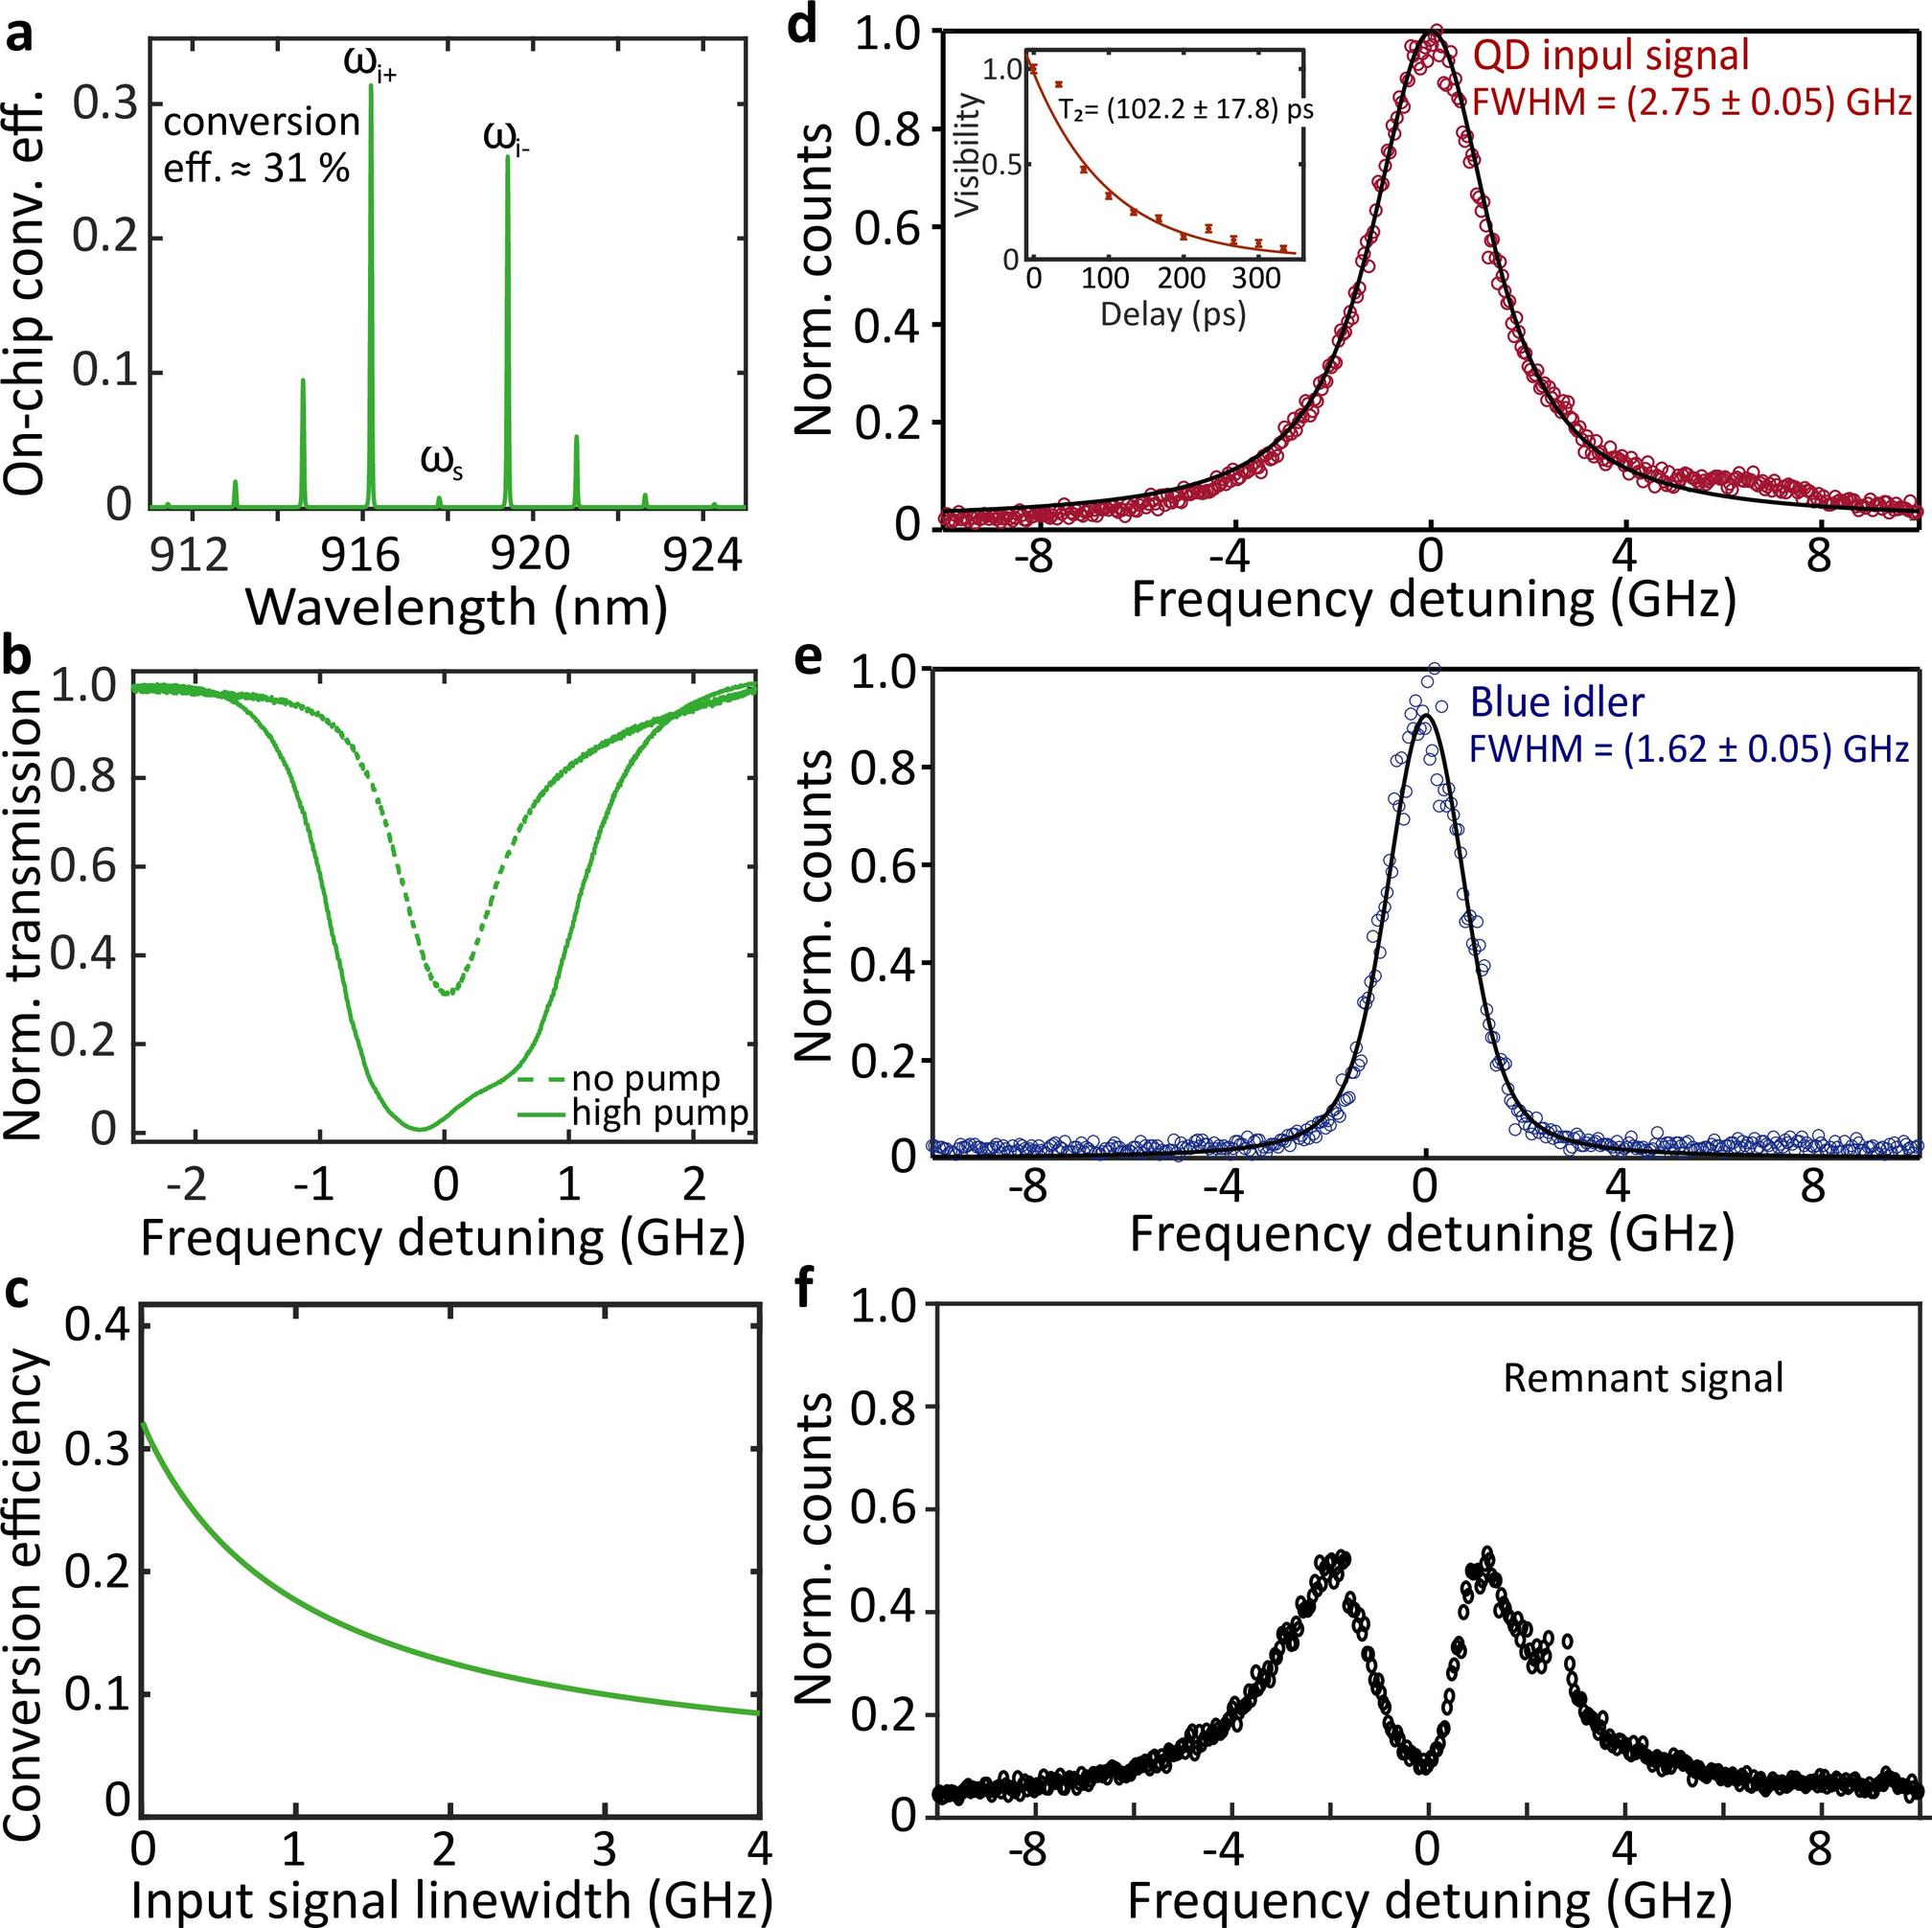 a
On-chip conv. eff.
0.3
0.2
0.1
0
conversion
eff. ≈ 31 %
ωi+
ωi-
ωs
912 916 920 924
Wavelength (nm)
b
Norm. transmission
1.0
0.8
0.6
0.4
0.2
0
no pump
high pump
-2 -1 0 1 2
Frequency detuning (GHz)
c
Conversion efficiency
0.4
0.3
0.2
0.1
0
0 1 2 3 4
Input signal linewidth (GHz)
d
Norm. counts
1.0
0.8
0.6
0.4
0.2
0
QD inpul signal
FWHM = (2.75 ± 0.05) GHz
Visibility
1.0
0.5
0
T₂= (102.2 ± 17.8) ps
0 100 200 300
Delay (ps)
-8 -4 0 4 8
Frequency detuning (GHz)
e
Norm. counts
1.0
0.8
0.6
0.4
0.2
0
Blue idler
FWHM = (1.62 ± 0.05) GHz
-8 -4 0 4 8
Frequency detuning (GHz)
f
Norm. counts
1.0
0.8
0.6
0.4
0.2
0
Remnant signal
-8 -4 0 4 8
Frequency detuning (GHz)